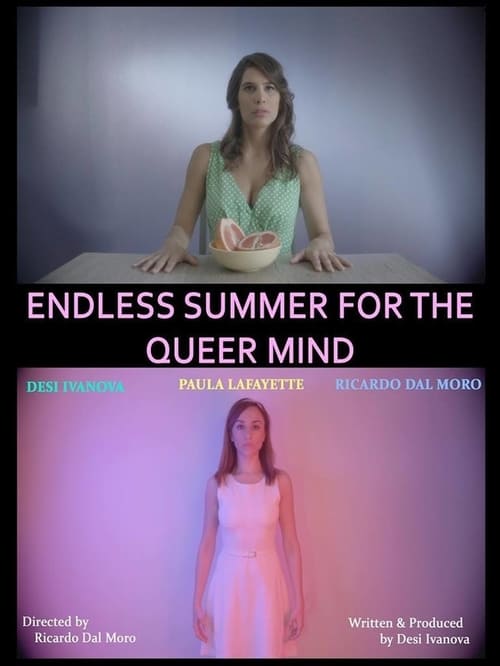 ENDLESS SUMMER FOR THE
QUEER MIND
DESI IVANOVA PAULA LAFAYETTE RICARDO DAL MORO
Directed by
Ricardo Dal Moro
Written & Produced
by Desi Ivanova